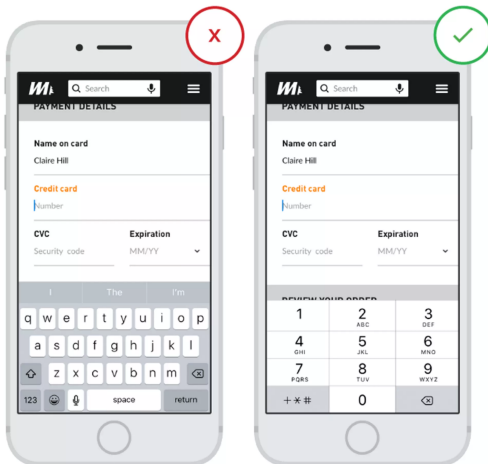 X
Search
PAYMENT DETAILS
Name on card
Claire Hill
Credit card
Number
CVC Expiration
Security code MM/YY
I The I'm
q w e r t y u i o p
a s d f g h j k l
z x c v b n m
123 space return
Search
PAYMENT DETAILS
Name on card
Claire Hill
Credit card
Number
CVC Expiration
Security code MM/YY
REVIEW YOUR ORDER
1 2 3
ABC DEF
4 5 6
GHI JKL MNO
7 8 9
PQRS TUV WXYZ
+*# 0